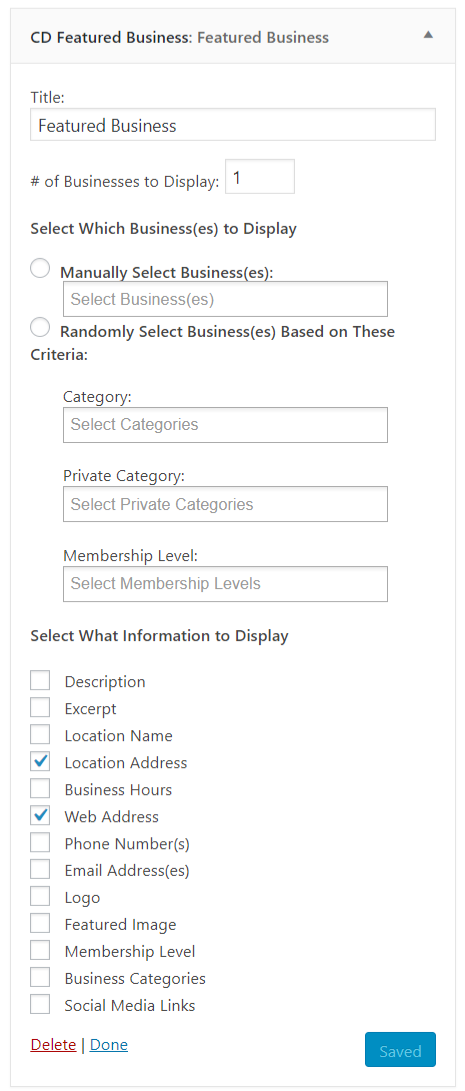 CD Featured Business: Featured Business
Title:
Featured Business
# of Businesses to Display: 1
Select Which Business(es) to Display
Manually Select Business(es):
Select Business(es)
Randomly Select Business(es) Based on These
Criteria:
Category:
Select Categories
Private Category:
Select Private Categories
Membership Level:
Select Membership Levels
Select What Information to Display
Description
Excerpt
Location Name
Location Address
Business Hours
Web Address
Phone Number(s)
Email Address(es)
Logo
Featured Image
Membership Level
Business Categories
Social Media Links
Delete | Done
Saved